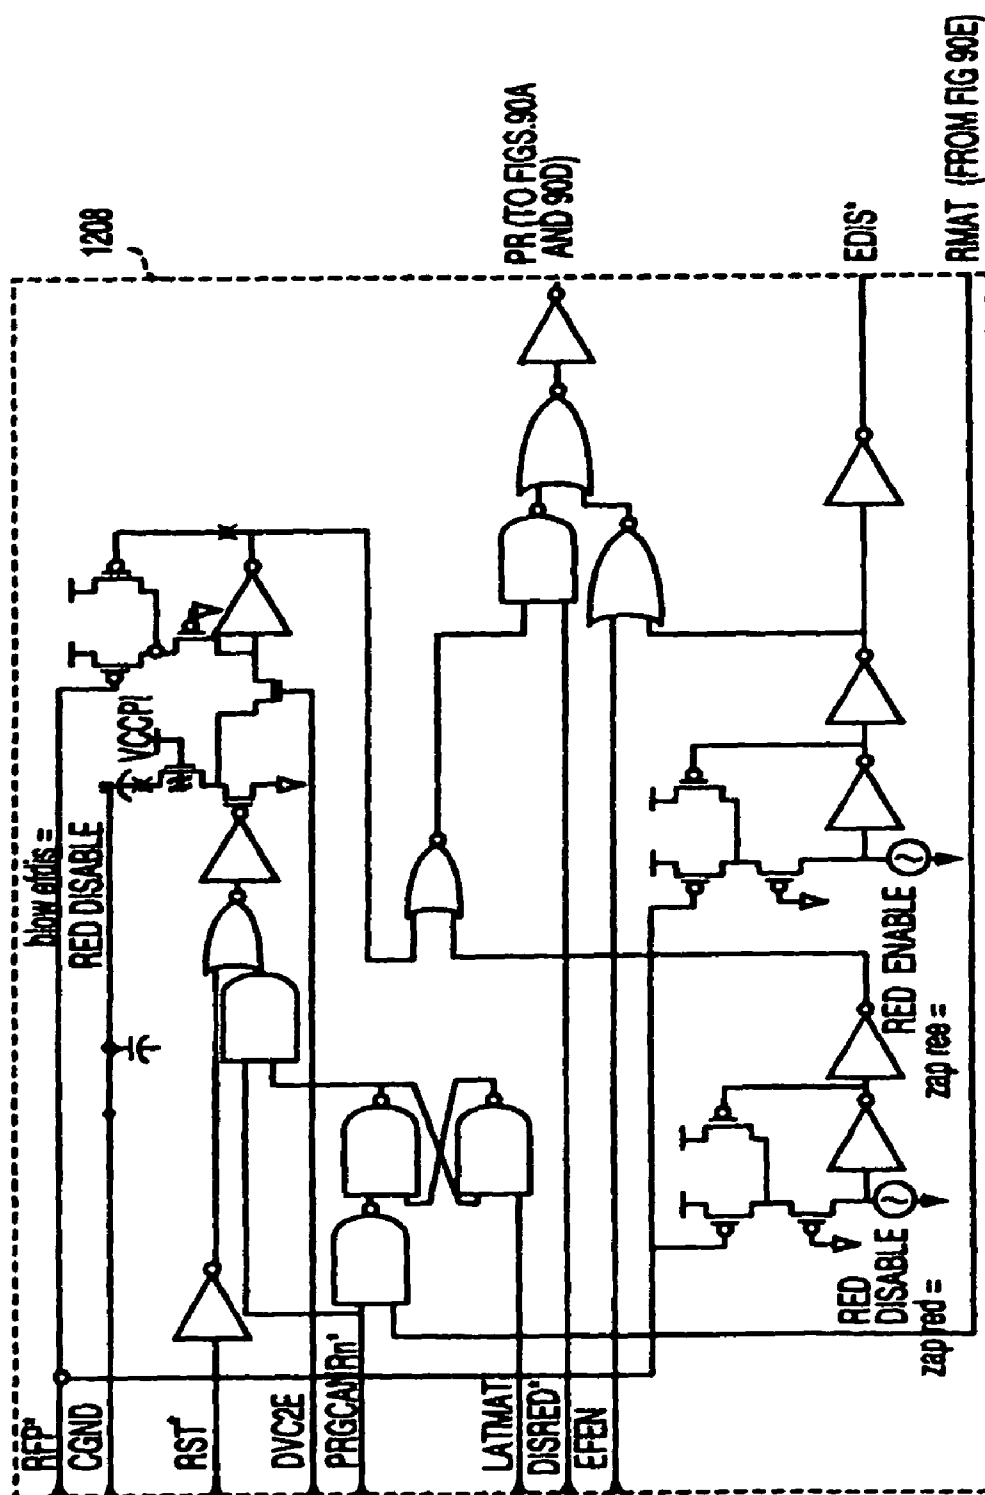 1208
PR (TO FIGS.90A
AND 90D)
EDIS*
RMAT (FROM FIG 90E)
blow efdis =
RED DISABLE
VCCPI
RED ENABLE
zap ree =
RED
DISABLE
zap red =
RFP*
CGND
RST*
DVC2E
PRGCANRn*
LATMAT
DISRED*
EFEN